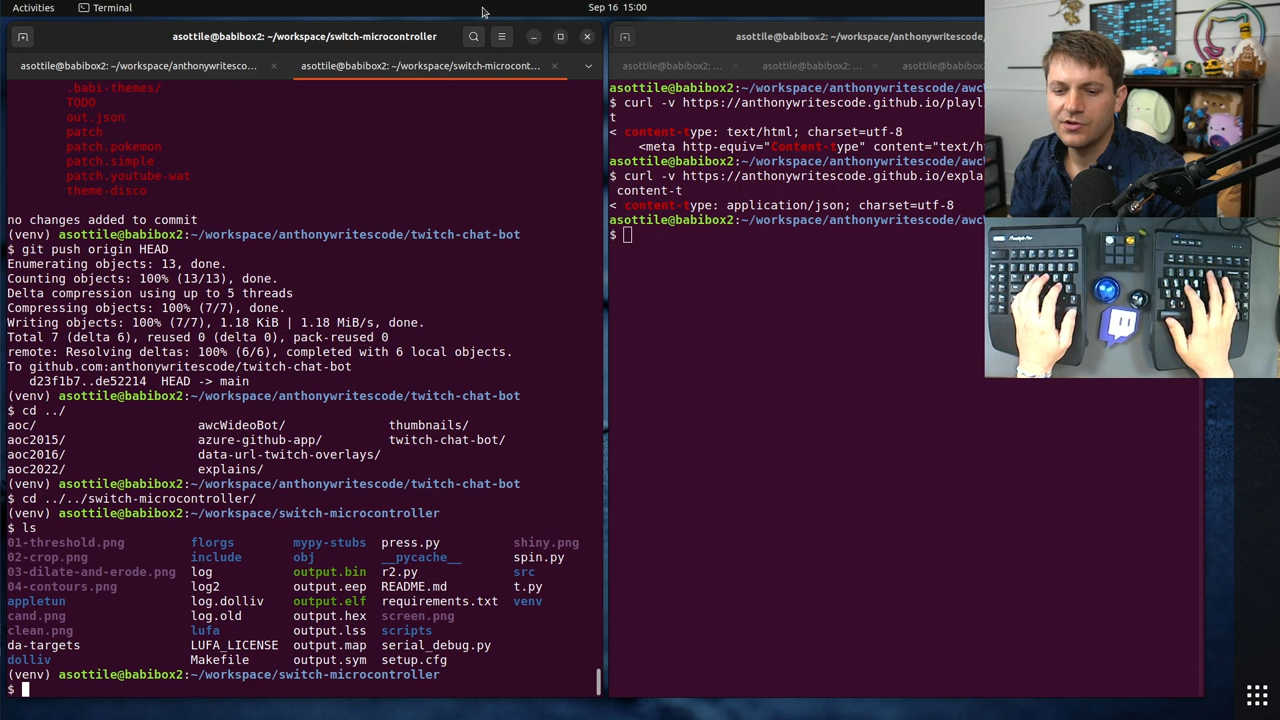 Activities
Terminal
Sep 16 15:00
asottile@babibox2: ~/workspace/switch-microcontroller
asottile@babibox2: ~/workspace/anthonywritesco...
asottile@babibox2: ~/workspace/switch-microcont...
.babi-themes/
TODO
out.json
patch
patch.pokemon
patch.simple
patch.youtube-wat
theme-disco
no changes added to commit
(venv) asottile@babibox2:~/workspace/anthonywritescode/twitch-chat-bot
$ git push origin HEAD
Enumerating objects: 13, done.
Counting objects: 100% (13/13), done.
Delta compression using up to 5 threads
Compressing objects: 100% (7/7), done.
Writing objects: 100% (7/7), 1.18 KiB | 1.18 MiB/s, done.
Total 7 (delta 6), reused 0 (delta 0), pack-reused 0
remote: Resolving deltas: 100% (6/6), completed with 6 local objects.
To github.com:anthonywritescode/twitch-chat-bot
d23f1b7..de52214  HEAD -> main
(venv) asottile@babibox2:~/workspace/anthonywritescode/twitch-chat-bot
$ cd ../
aoc/ awcWideoBot/ thumbnails/
aoc2015/ azure-github-app/ twitch-chat-bot/
aoc2016/ data-url-twitch-overlays/
aoc2022/ explains/
(venv) asottile@babibox2:~/workspace/anthonywritescode/twitch-chat-bot
$ cd ../../switch-microcontroller/
(venv) asottile@babibox2:~/workspace/switch-microcontroller
$ ls
01-threshold.png florgs mypy-stubs press.py shiny.png
02-crop.png include obj __pycache__ spin.py
03-dilate-and-erode.png log output.bin r2.py src
04-contours.png log2 output.eep README.md t.py
appletun log.dolliv output.elf requirements.txt venv
cand.png log.old output.hex screen.png
clean.png lufa output.lss scripts
da-targets LUFA_LICENSE output.map serial_debug.py
dolliv Makefile output.sym setup.cfg
(venv) asottile@babibox2:~/workspace/switch-microcontroller
$
asottile@babibox2: ~/workspace/anthonywritescode/awc
asottile@babibox2: ~/...
asottile@babibox2: ~/...
asottile@babibox2:~/workspace/anthonywritescode/awc
$ curl -v https://anthonywritescode.github.io/playl
t
< content-type: text/html; charset=utf-8
<meta http-equiv="Content-type" content="text/h
asottile@babibox2:~/workspace/anthonywritescode/awc
$ curl -v https://anthonywritescode.github.io/expla
content-t
< content-type: application/json; charset=utf-8
asottile@babibox2:~/workspace/anthonywritescode/awc
$